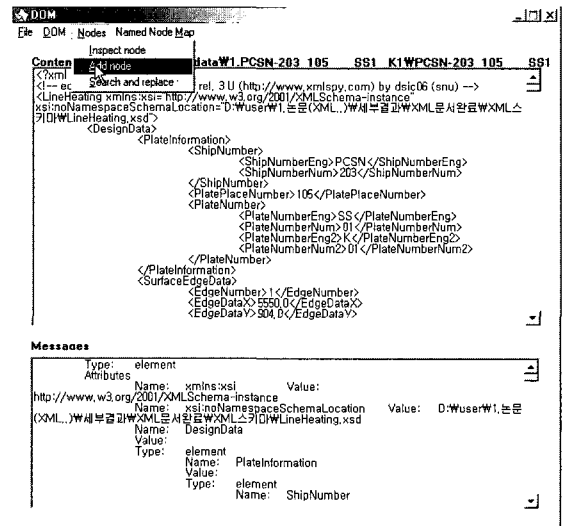 DOM
File DOM Nodes Named Node Map
Inspect node
Add node
Search and replace
Conten data₩1.PCSN-203 105 SS1 K1₩PCSN-203 105 SS1
<?xml
<!-- ec rel. 3 U (http://www.xmlspy.com) by dsic06 (snu) -->
<LineHeating xmlns:xsi="http://www.w3.org/2001/XMLSchema-instance"
xsi:noNamespaceSchemaLocation="D:₩user₩1.논문(XML..)₩세부결과₩XML문서완료₩XML스
키마₩LineHeating.xsd">
<DesignData>
<PlateInformation>
<ShipNumber>
<ShipNumberEng>PCSN</ShipNumberEng>
<ShipNumberNum>203</ShipNumberNum>
</ShipNumber>
<PlatePlaceNumber>105</PlatePlaceNumber>
<PlateNumber>
<PlateNumberEng>SS</PlateNumberEng>
<PlateNumberNum>01</PlateNumberNum>
<PlateNumberEng2>K</PlateNumberEng2>
<PlateNumberNum2>01</PlateNumberNum2>
</PlateNumber>
</PlateInformation>
<SurfaceEdgeData>
<EdgeNumber>1</EdgeNumber>
<EdgeDataX>5550.0</EdgeDataX>
<EdgeDataY>904.0</EdgeDataY>
Messages
Type: element
Attributes
Name: xmlns:xsi Value:
http://www.w3.org/2001/XMLSchema-instance
Name: xsi:noNamespaceSchemaLocation Value: D:₩user₩1.논문
(XML..)₩세부결과₩XML문서완료₩XML스키마₩LineHeating.xsd
Name: DesignData
Value:
Type: element
Name: PlateInformation
Value:
Type: element
Name: ShipNumber